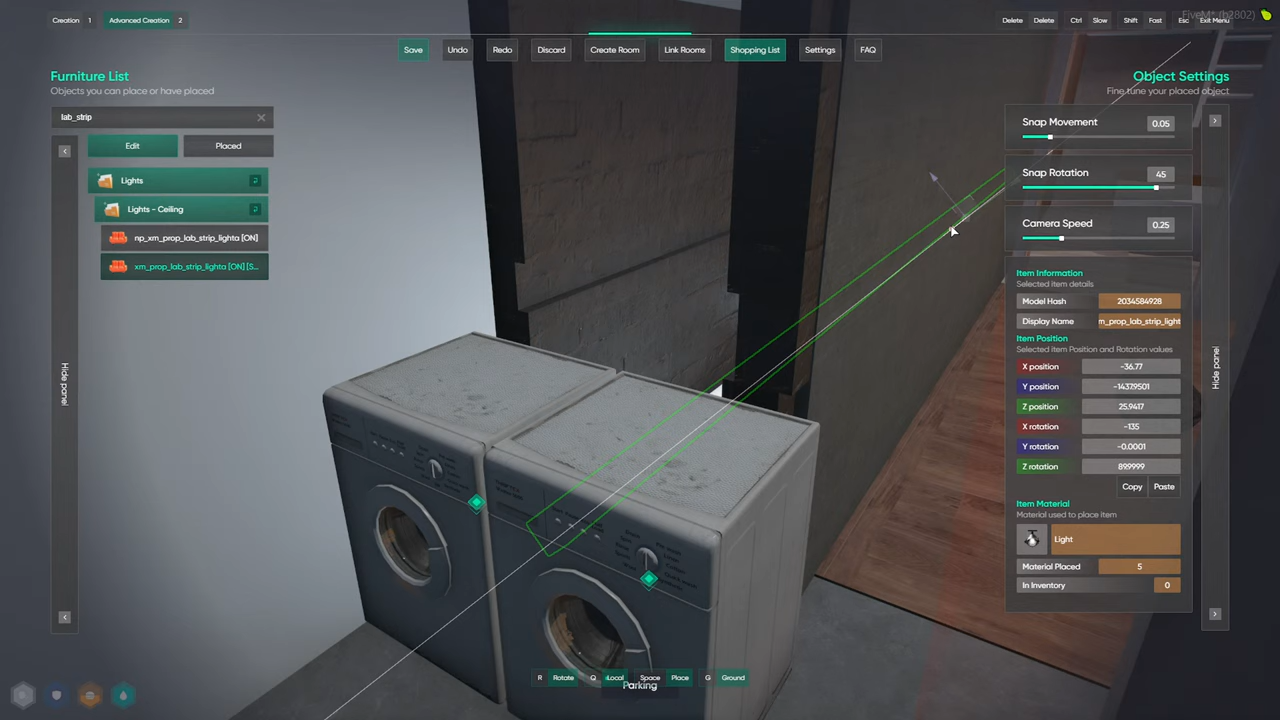 Creation 1 Advanced Creation 2
Delete Delete Ctrl Slow Shift Fast Esc Exit Menu
FiveM® (b2802)
Save Undo Redo Discard Create Room Link Rooms Shopping List Settings FAQ
Furniture List
Objects you can place or have placed
lab_strip
Edit Placed
Lights
Lights - Ceiling
np_xm_prop_lab_strip_lighta [ON]
xm_prop_lab_strip_lighta [ON] [S...
Hide panel
Object Settings
Fine tune your placed object
Snap Movement 0.05
Snap Rotation 45
Camera Speed 0.25
Item Information
Selected item details
Model Hash 2034584928
Display Name m_prop_lab_strip_light
Item Position
Selected Item Position and Rotation values
X position -36.77
Y position -1437.9501
Z position 25.9417
X rotation -135
Y rotation -0.0001
Z rotation 89.9999
Copy Paste
Item Material
Material used to place item
Light
Material Placed 5
In Inventory 0
Hide panel
R Rotate Q Local Space Place G Ground
Parking